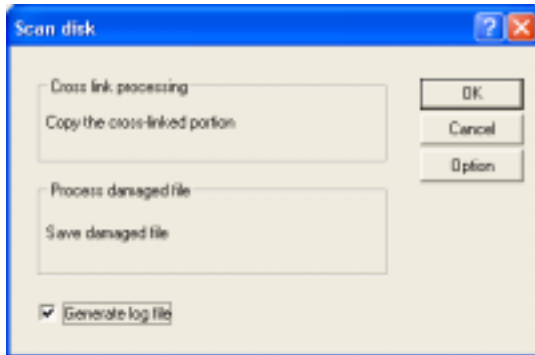 Scan disk
Cross link processing
Copy the cross-linked portion
OK
Cancel
Option
Process damaged file
Save damaged file
Generate log file